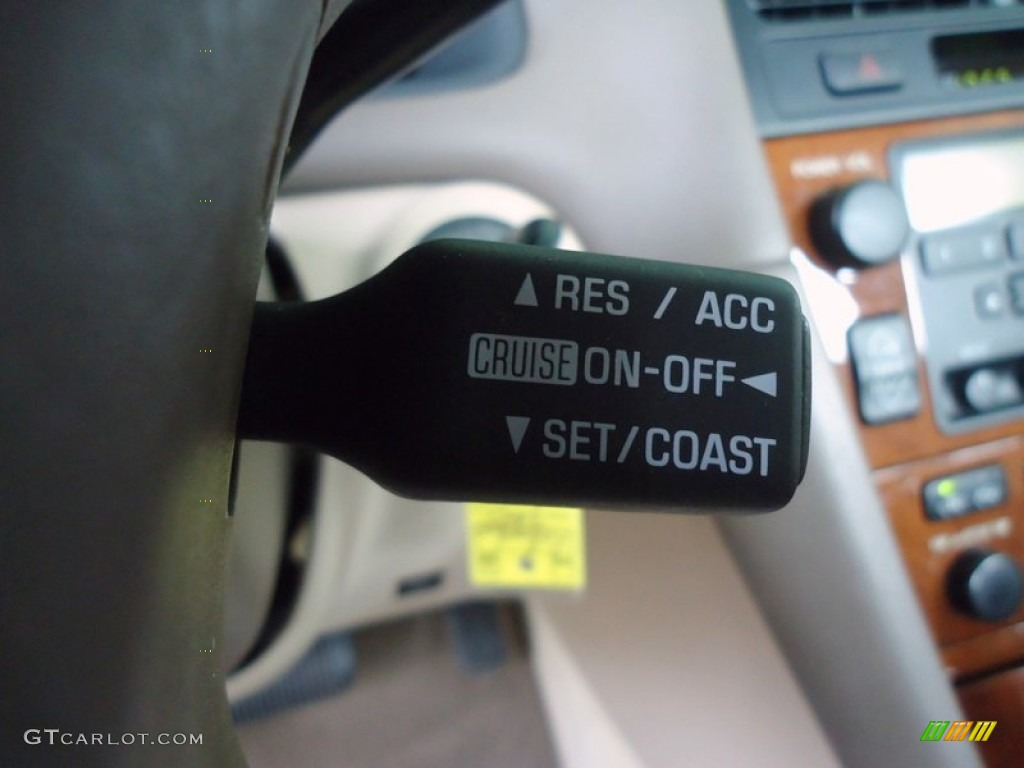 ▲ RES / ACC
CRUISE ON-OFF ◀
▼ SET/COAST
GTCARLOT.COM